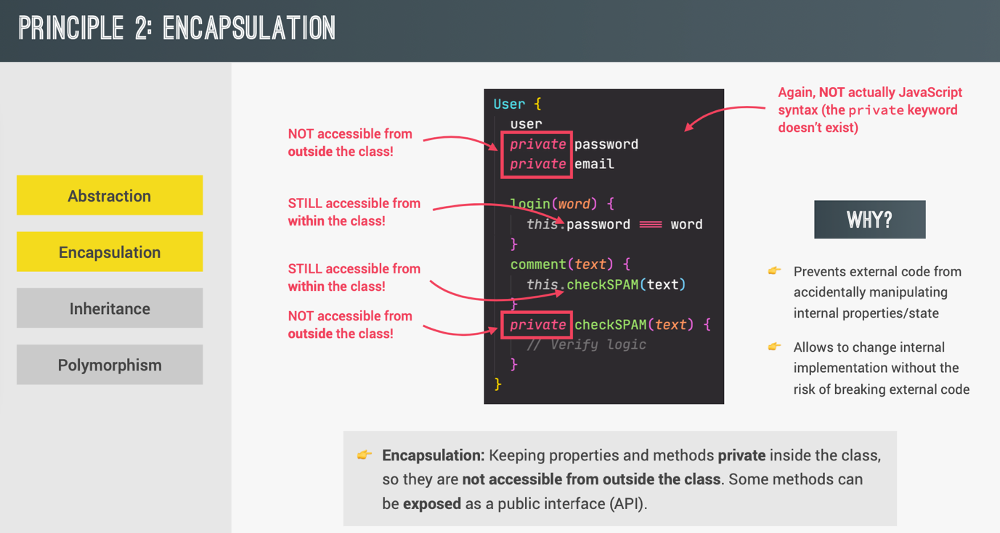 PRINCIPLE 2: ENCAPSULATION
Abstraction
Encapsulation
Inheritance
Polymorphism
NOT accessible from
outside the class!
STILL accessible from
within the class!
STILL accessible from
within the class!
NOT accessible from
outside the class!
User {
user
private password
private email
login(word) {
this.password === word
}
comment(text) {
this.checkSPAM(text)
}
private checkSPAM(text) {
// Verify logic
}
}
Again, NOT actually JavaScript
syntax (the private keyword
doesn’t exist)
WHY?
👉 Prevents external code from
accidentally manipulating
internal properties/state
👉 Allows to change internal
implementation without the
risk of breaking external code
👉 Encapsulation: Keeping properties and methods private inside the class,
so they are not accessible from outside the class. Some methods can
be exposed as a public interface (API).